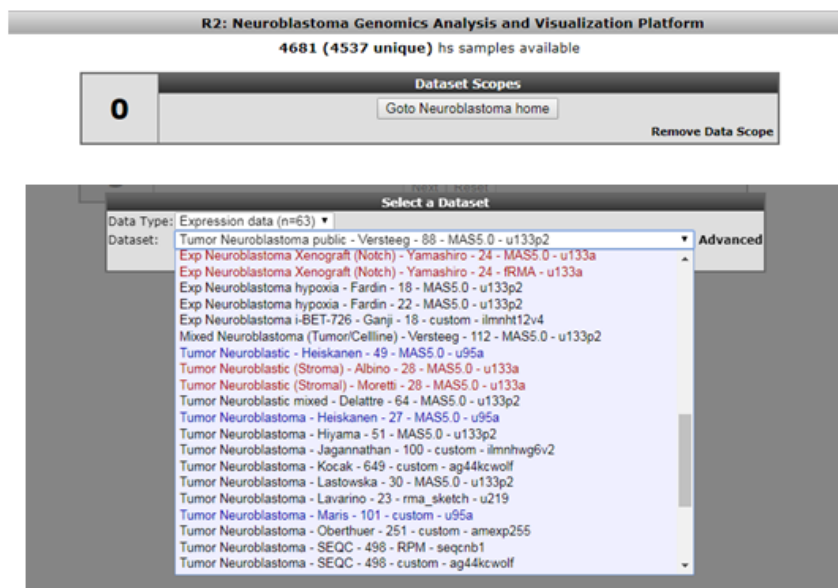 R2: Neuroblastoma Genomics Analysis and Visualization Platform
4681 (4537 unique) hs samples available
0
Dataset Scopes
Goto Neuroblastoma home
Remove Data Scope
Next Reset
Select a Dataset
Data Type: Expression data (n=63)
Dataset: Tumor Neuroblastoma public - Versteeg - 88 - MAS5.0 - u133p2 Advanced
Exp Neuroblastoma Xenograft (Notch) - Yamashiro - 24 - MAS5.0 - u133a
Exp Neuroblastoma Xenograft (Notch) - Yamashiro - 24 - fRMA - u133a
Exp Neuroblastoma hypoxia - Fardin - 18 - MAS5.0 - u133p2
Exp Neuroblastoma hypoxia - Fardin - 22 - MAS5.0 - u133p2
Exp Neuroblastoma i-BET-726 - Ganji - 18 - custom - ilmnht12v4
Mixed Neuroblastoma (Tumor/Cellline) - Versteeg - 112 - MAS5.0 - u133p2
Tumor Neuroblastic - Heiskanen - 49 - MAS5.0 - u95a
Tumor Neuroblastic (Stroma) - Albino - 28 - MAS5.0 - u133a
Tumor Neuroblastic (Stromal) - Moretti - 28 - MAS5.0 - u133a
Tumor Neuroblastic mixed - Delattre - 64 - MAS5.0 - u133p2
Tumor Neuroblastoma - Heiskanen - 27 - MAS5.0 - u95a
Tumor Neuroblastoma - Hiyama - 51 - MAS5.0 - u133p2
Tumor Neuroblastoma - Jagannathan - 100 - custom - ilmnhwg6v2
Tumor Neuroblastoma - Kocak - 649 - custom - ag44kcwolf
Tumor Neuroblastoma - Lastowska - 30 - MAS5.0 - u133p2
Tumor Neuroblastoma - Lavarino - 23 - rma_sketch - u219
Tumor Neuroblastoma - Maris - 101 - custom - u95a
Tumor Neuroblastoma - Oberthuer - 251 - custom - amexp255
Tumor Neuroblastoma - SEQC - 498 - RPM - seqcnb1
Tumor Neuroblastoma - SEQC - 498 - custom - ag44kcwolf